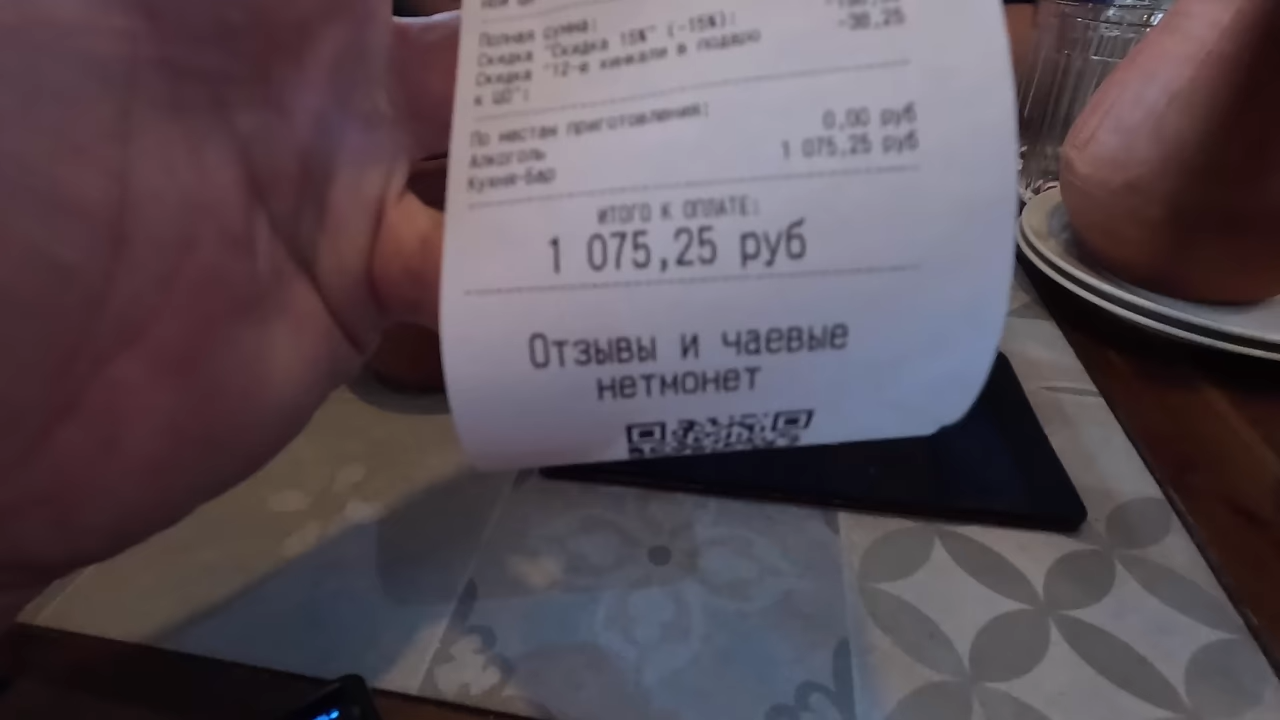 Полная сумма:
Скидка "Скидка 15%" (-15%):
Скидка "12-е хинкали в подаро -38,25
к ЦО":
По местам приготовления:
Алкоголь 0,00 руб
Кухня-Бар 1 075,25 руб
ИТОГО К ОПЛАТЕ:
1 075,25 руб
Отзывы и чаевые
нетмонет